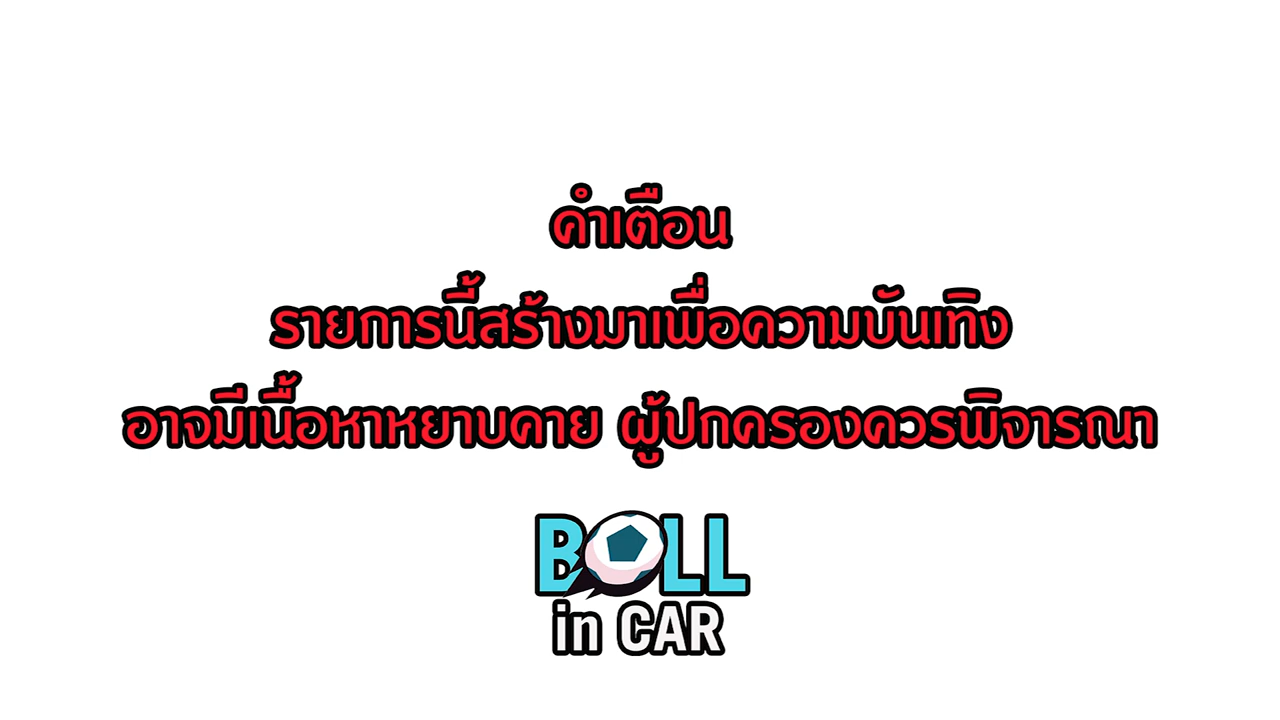 คำเตือน
รายการนี้สร้างมาเพื่อความบันเทิง
อาจมีเนื้อหาหยาบคาย ผู้ปกครองควรพิจารณา
BOLL
in CAR